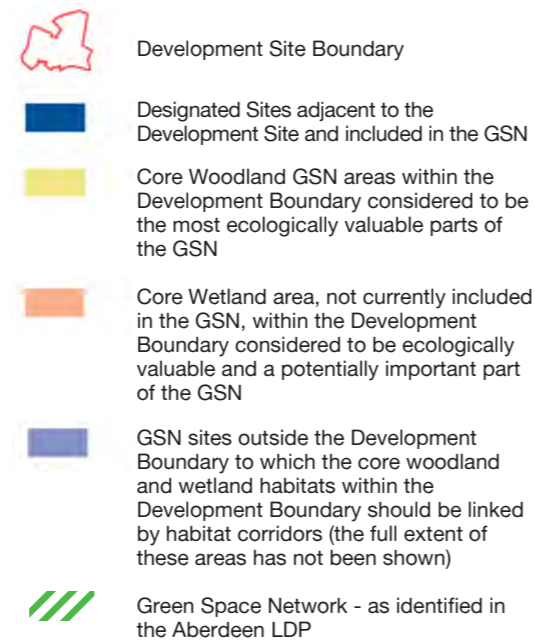 Development Site Boundary
Designated Sites adjacent to the
Development Site and included in the GSN
Core Woodland GSN areas within the
Development Boundary considered to be
the most ecologically valuable parts of
the GSN
Core Wetland area, not currently included
in the GSN, within the Development
Boundary considered to be ecologically
valuable and a potentially important part
of the GSN
GSN sites outside the Development
Boundary to which the core woodland
and wetland habitats within the
Development Boundary should be linked
by habitat corridors (the full extent of
these areas has not been shown)
Green Space Network - as identified in
the Aberdeen LDP